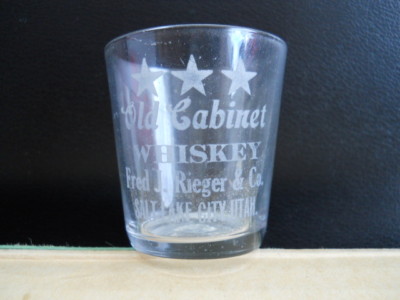 Old Cabinet
WHISKEY
Fred J. Rieger & Co.
SALT LAKE CITY UTAH